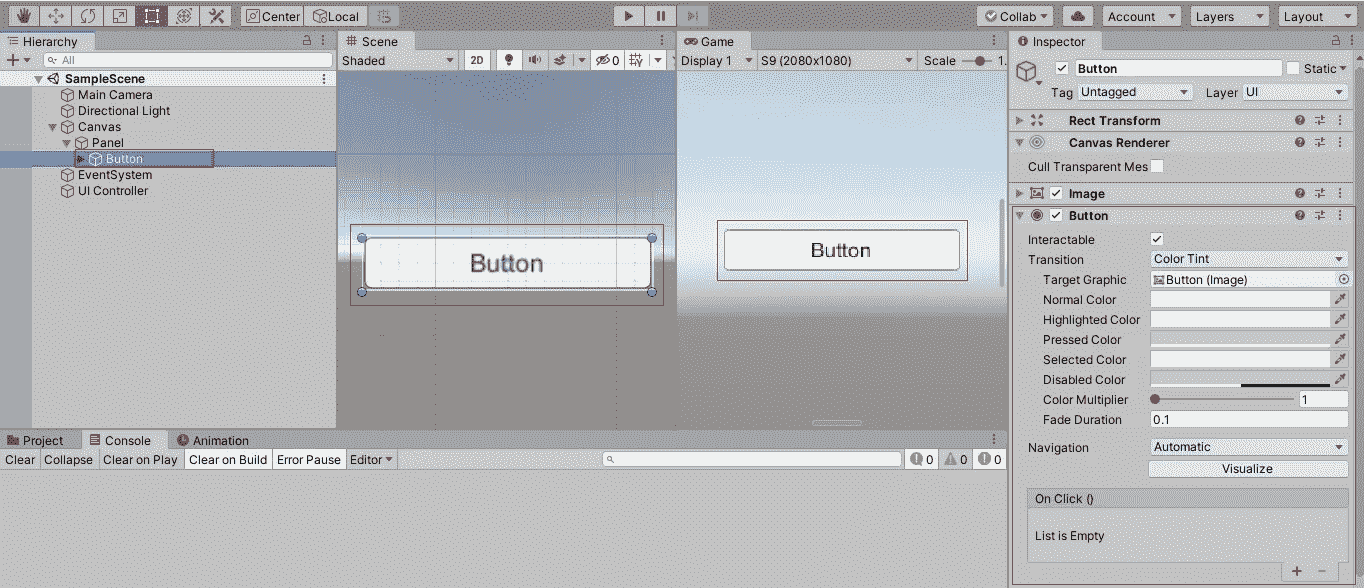 Center Local Collab Account Layers Layout
Hierarchy
All
SampleScene
Main Camera
Directional Light
Canvas
Panel
Button
EventSystem
UI Controller
Scene
Shaded 2D 0
Button
Game
Display 1 S9 (2080x1080) Scale 1.
Button
Inspector
Button Static
Tag Untagged Layer UI
Rect Transform
Canvas Renderer
Cull Transparent Mes
Image
Button
Interactable
Transition Color Tint
Target Graphic Button (Image)
Normal Color
Highlighted Color
Pressed Color
Selected Color
Disabled Color
Color Multiplier 1
Fade Duration 0.1
Navigation Automatic
Visualize
On Click ()
List is Empty
Project Console Animation
Clear Collapse Clear on Play Clear on Build Error Pause Editor 0 0 0